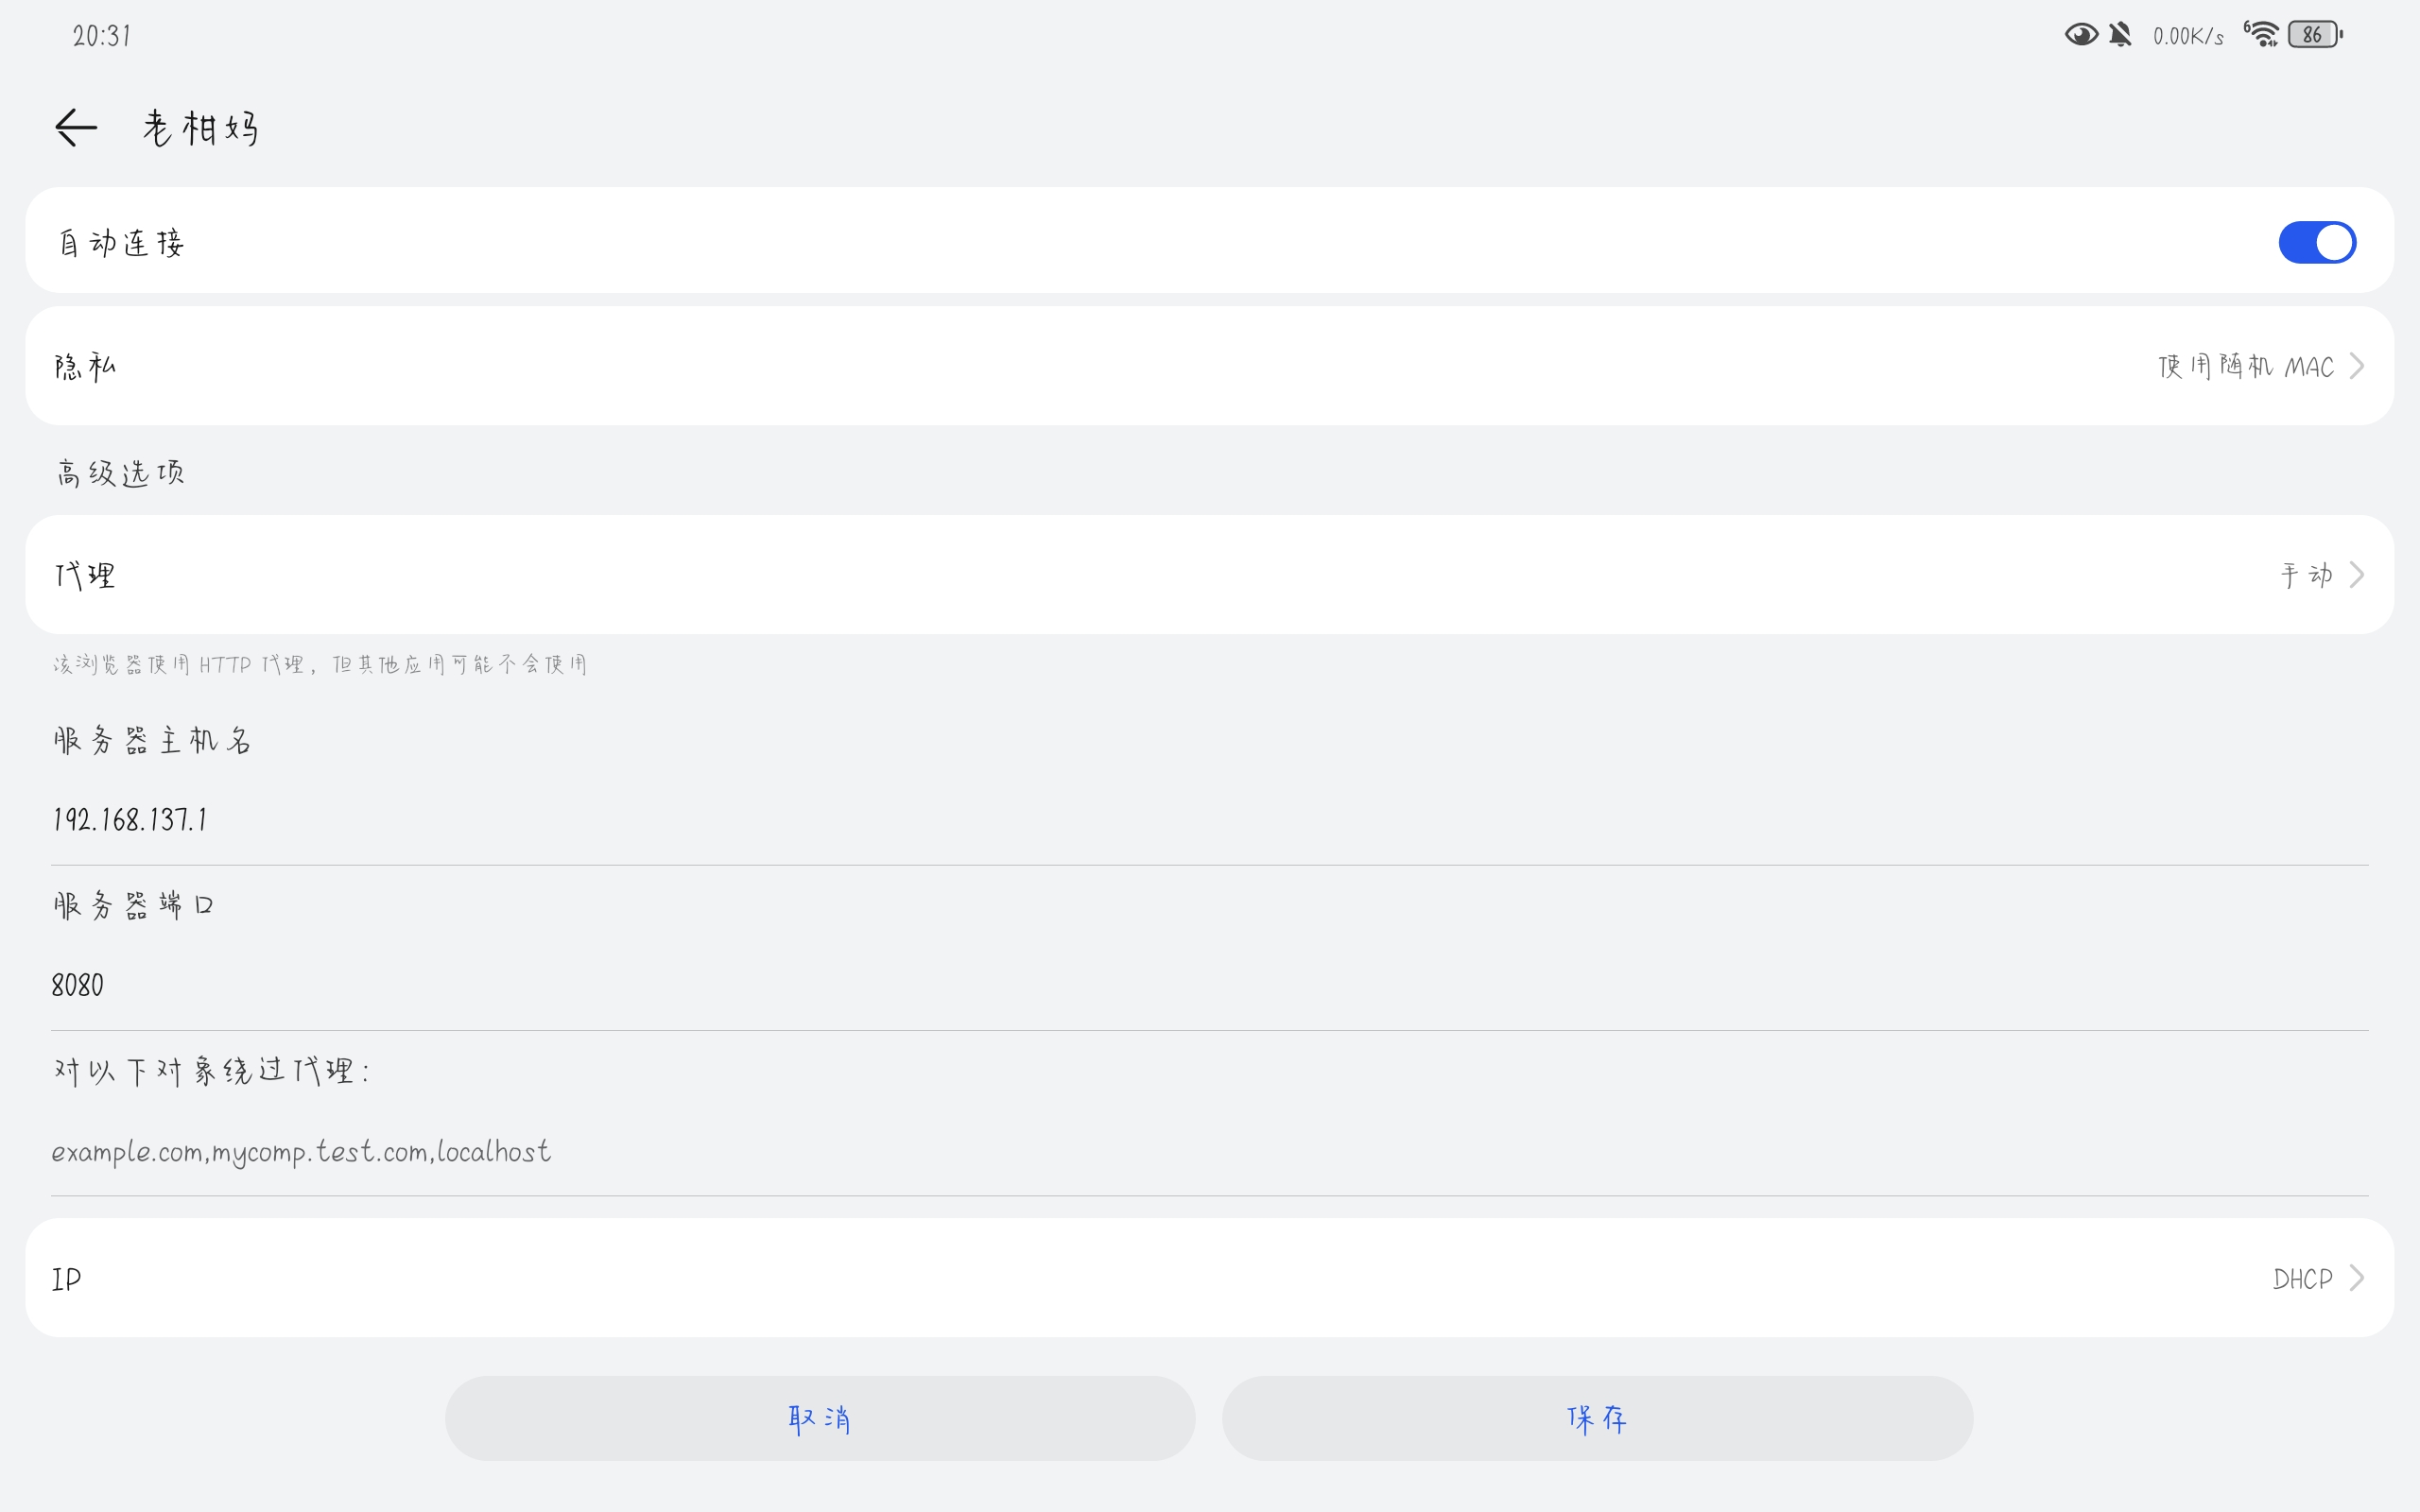 20:31
0.00K/s 6 86
老柑妈
自动连接
隐私 使用随机 MAC
高级选项
代理 手动
该浏览器使用 HTTP 代理，但其他应用可能不会使用
服务器主机名
192.168.137.1
服务器端口
8080
对以下对象绕过代理：
example.com,mycomp.test.com,localhost
IP DHCP
取消 保存